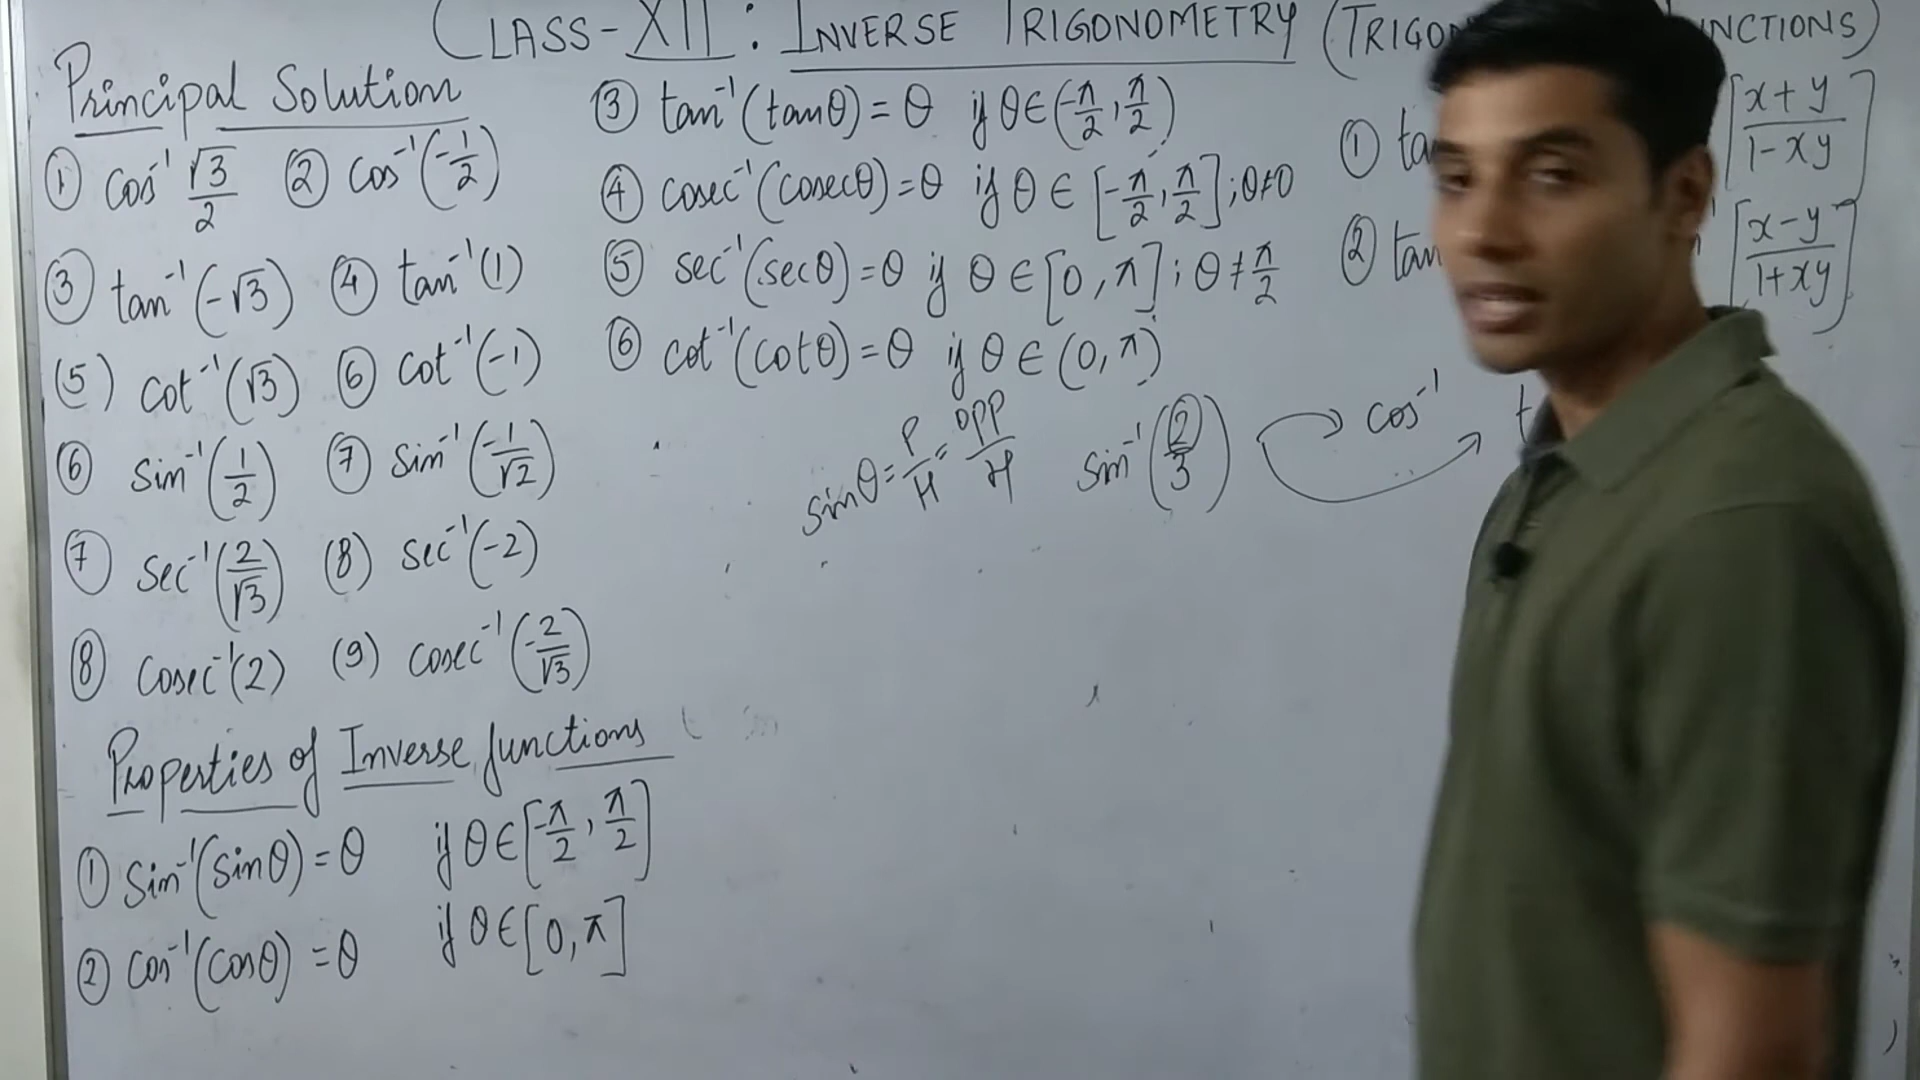 CLASS-XII : INVERSE TRIGONOMETRY (
Principal Solution
① cos⁻¹ √3/2 ② cos⁻¹(-1/2)
③ tan⁻¹(-√3) ④ tan⁻¹(1)
(5) cot⁻¹(√3) ⑥ cot⁻¹(-1)
⑥ sin⁻¹(1/2) ⑦ sin⁻¹(-1/√2)
⑦ sec⁻¹(2/√3) (8) sec⁻¹(-2)
⑧ cosec⁻¹(2) (9) cosec⁻¹(-2/√3)
Properties of Inverse functions
① sin⁻¹(sinθ) = θ if θ ∈ [-π/2, π/2]
② cos⁻¹(cosθ) = θ if θ ∈ [0, π]
③ tan⁻¹(tanθ) = θ if θ ∈ (-π/2, π/2)
④ cosec⁻¹(cosecθ) = θ if θ ∈ [-π/2, π/2] ; θ ≠ 0
⑤ sec⁻¹(secθ) = θ if θ ∈ [0, π] ; θ ≠ π/2
⑥ cot⁻¹(cotθ) = θ if θ ∈ (0, π)
sinθ = P/H = OPP/H sin⁻¹(2/3) cos⁻¹
① [x+y/1-xy]
② tan [x-y/1+xy]